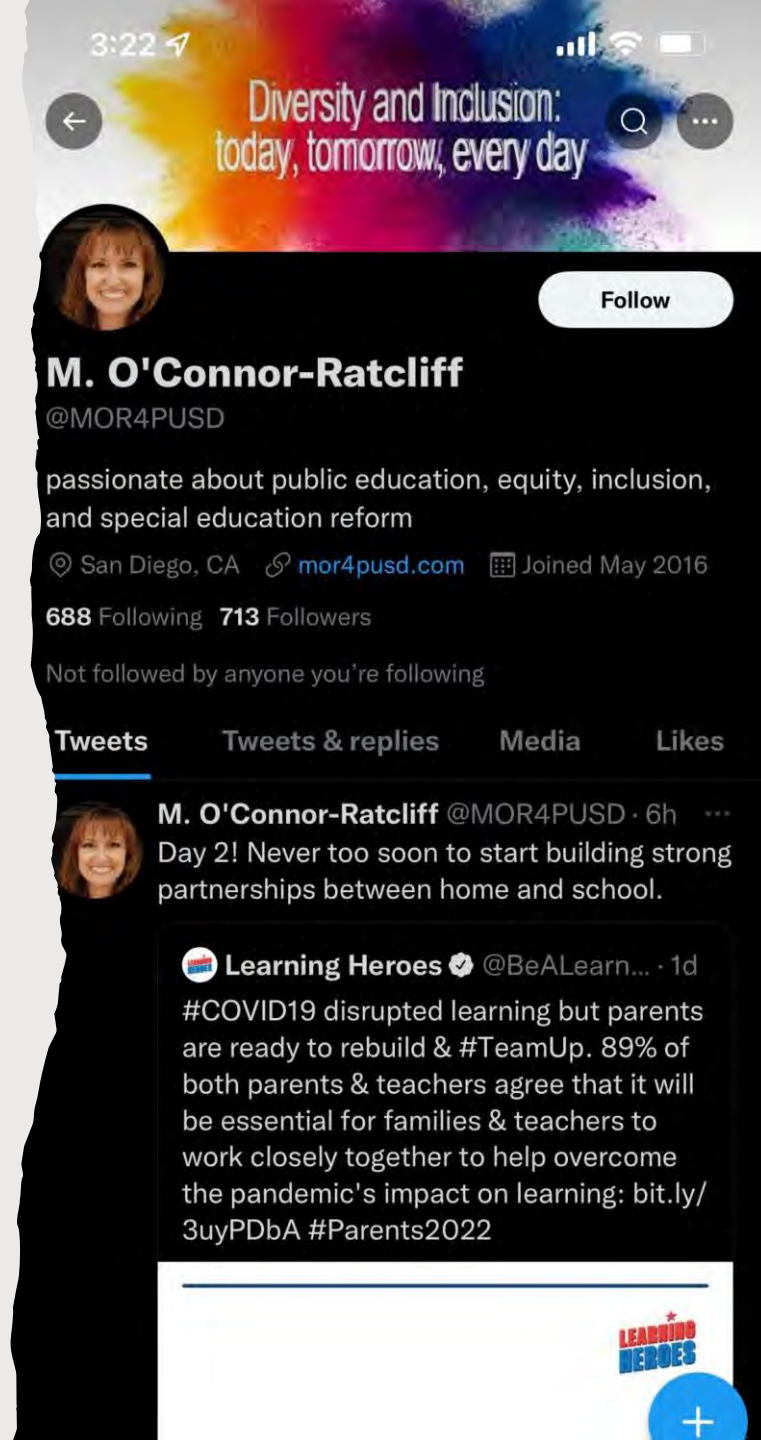 3:22
Diversity and Inclusion:
today, tomorrow, every day
Follow
M. O'Connor-Ratcliff
@MOR4PUSD
passionate about public education, equity, inclusion,
and special education reform
San Diego, CA mor4pusd.com Joined May 2016
688 Following 713 Followers
Not followed by anyone you're following
Tweets Tweets & replies Media Likes
M. O'Connor-Ratcliff @MOR4PUSD · 6h ···
Day 2! Never too soon to start building strong
partnerships between home and school.
Learning Heroes @BeALearn... · 1d
#COVID19 disrupted learning but parents
are ready to rebuild & #TeamUp. 89% of
both parents & teachers agree that it will
be essential for families & teachers to
work closely together to help overcome
the pandemic's impact on learning: bit.ly/
3uyPDbA #Parents2022
LEARNING
HEROES